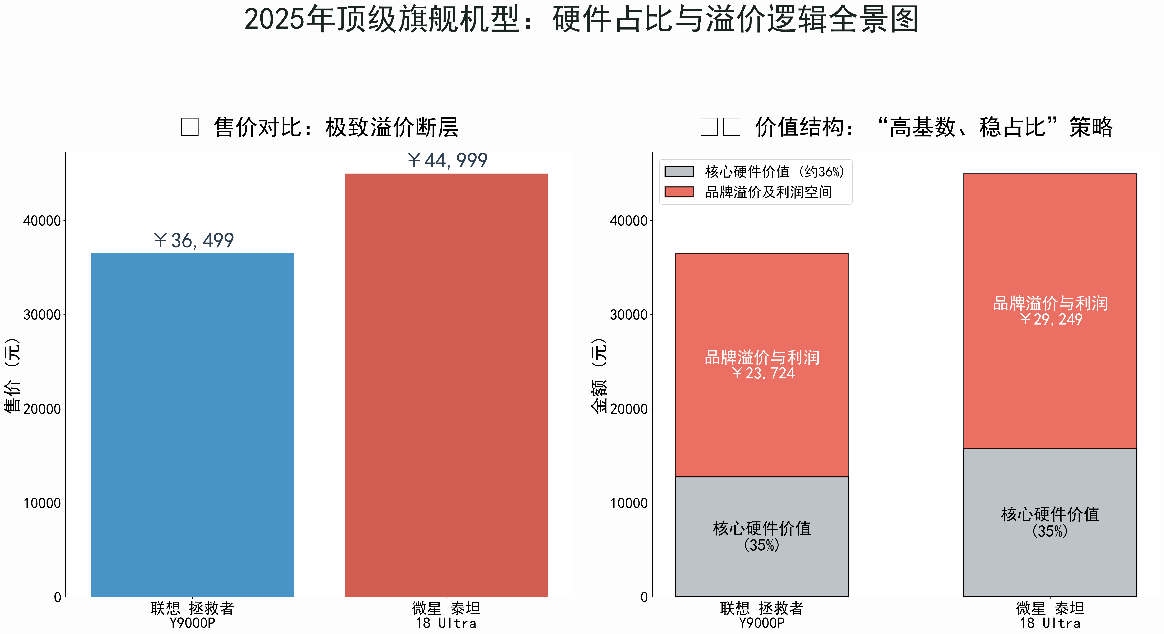 2025年顶级旗舰机型：硬件占比与溢价逻辑全景图
□ 售价对比：极致溢价断层
售价（元）
40000
30000
20000
10000
0
￥36,499
￥44,999
联想 拯救者
Y9000P
微星 泰坦
18 Ultra
□□ 价值结构：“高基数、稳占比”策略
核心硬件价值 (约36%)
品牌溢价及利润空间
金额（元）
40000
30000
20000
10000
0
品牌溢价与利润
￥23,724
核心硬件价值
(35%)
品牌溢价与利润
￥29,249
核心硬件价值
(35%)
联想 拯救者
Y9000P
微星 泰坦
18 Ultra